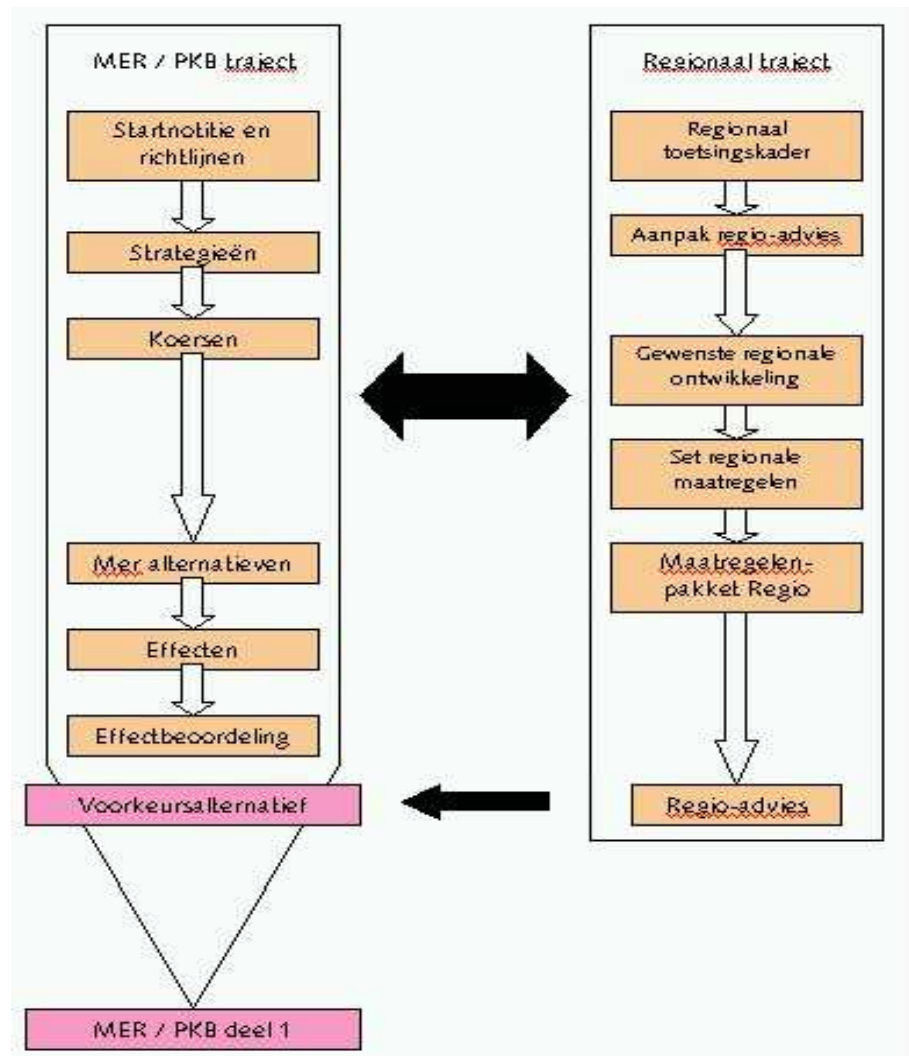 MER / PKB traject
Startnotitie en
richtlijnen
Strategieën
Koersen
Mer alternatieven
Effecten
Effectbeoordeling
Voorkeursalternatief
MER / PKB deel 1
Regionaal traject
Regionaal
toetsingskader
Aanpak regio-advies
Gewenste regionale
ontwikkeling
Set regionale
maatregelen
Maatregelen-
pakket Regio
Regio-advies